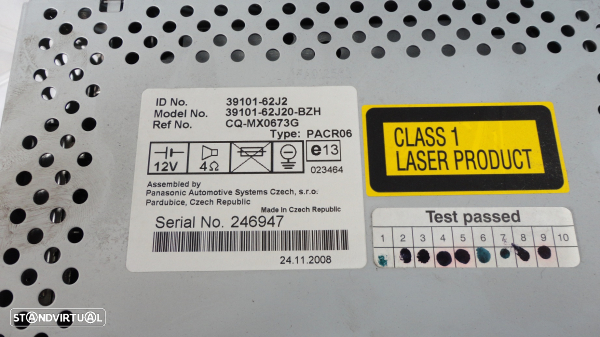 ID No. 39101-62J2
Model No. 39101-62J20-BZH
Ref No. CQ-MX0673G
Type: PACR06
12V 4Ω e13
023464
Assembled by
Panasonic Automotive Systems Czech, s.r.o.
Pardubice, Czech Republic
Made in Czech Republic
Serial No. 246947
24.11.2008
CLASS 1
LASER PRODUCT
Test passed
1 2 3 4 5 6 7 8 9 10
STANDVIRTUAL